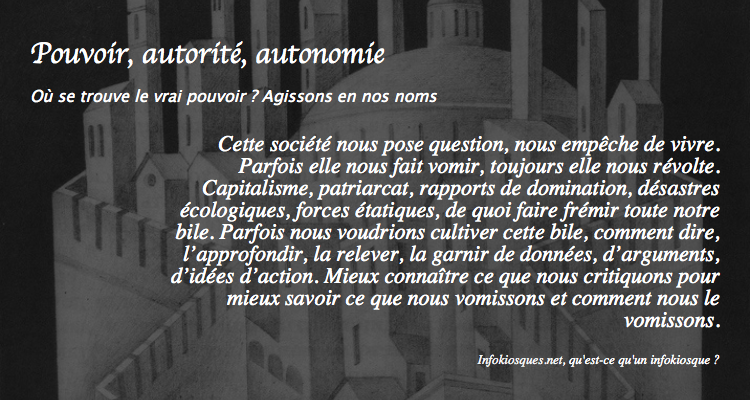 Pouvoir, autorité, autonomie
Où se trouve le vrai pouvoir ? Agissons en nos noms
Cette société nous pose question, nous empêche de vivre.
Parfois elle nous fait vomir, toujours elle nous révolte.
Capitalisme, patriarcat, rapports de domination, désastres
écologiques, forces étatiques, de quoi faire frémir toute notre
bile. Parfois nous voudrions cultiver cette bile, comment dire,
l'approfondir, la relever, la garnir de données, d'arguments,
d'idées d'action. Mieux connaître ce que nous critiquons pour
mieux savoir ce que nous vomissons et comment nous le
vomissons.
Infokiosques.net, qu'est-ce qu'un infokiosque ?